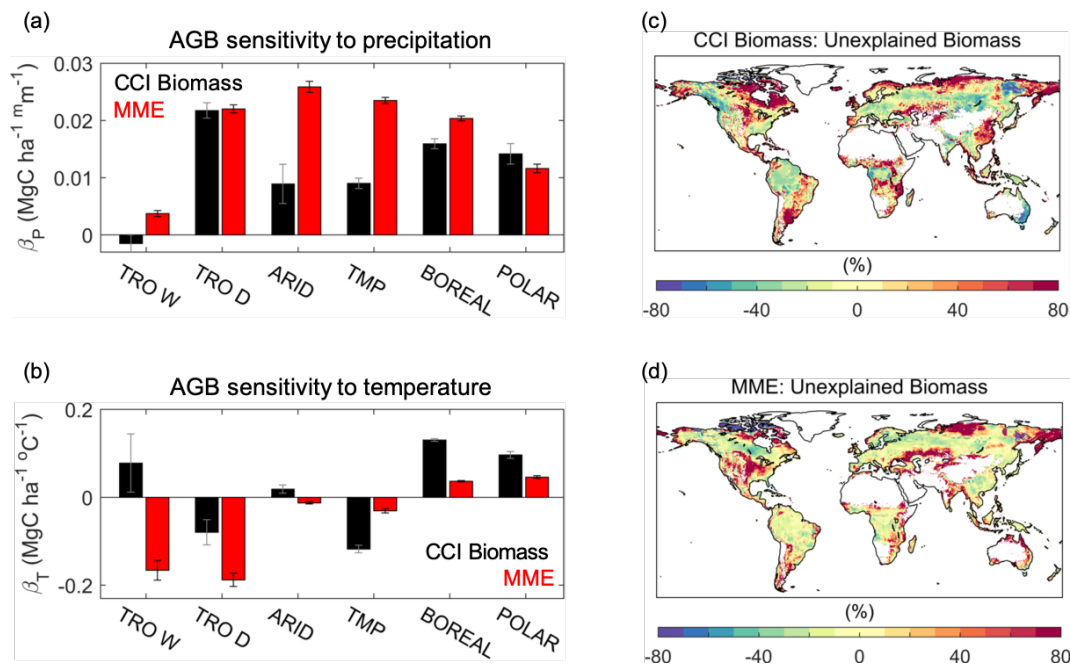 (a)
AGB sensitivity to precipitation
CCI Biomass
MME
β_P (MgC ha⁻¹ mm⁻¹)
0.03
0.02
0.01
0
TRO W
TRO D
ARID
TMP
BOREAL
POLAR
(b)
AGB sensitivity to temperature
β_T (MgC ha⁻¹ ºC⁻¹)
0.2
0
-0.2
CCI Biomass
MME
TRO W
TRO D
ARID
TMP
BOREAL
POLAR
(c)
CCI Biomass: Unexplained Biomass
(%)
-80 -40 0 40 80
(d)
MME: Unexplained Biomass
(%)
-80 -40 0 40 80